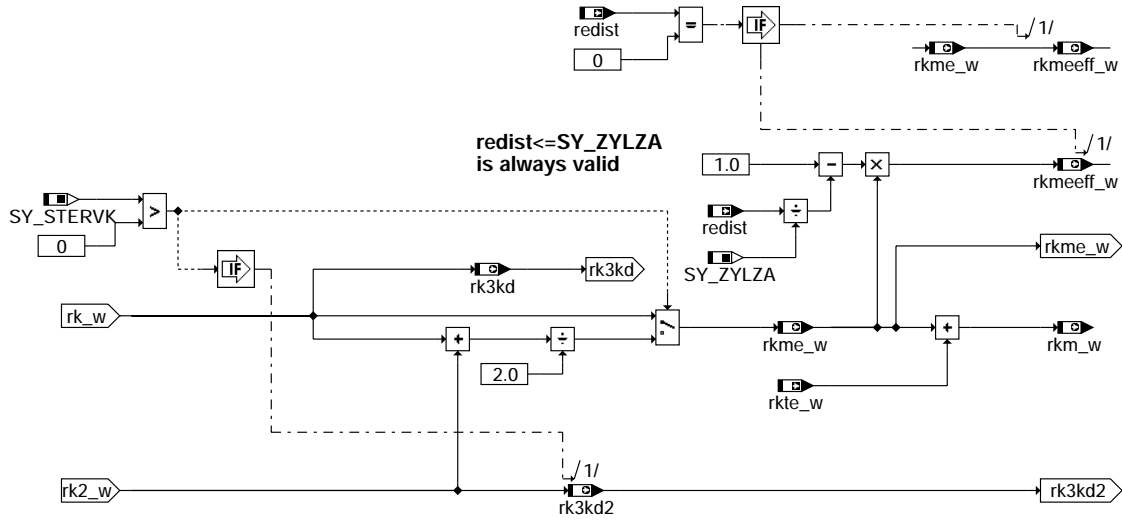 redist
=
IF
/1/
0
rkme_w
rkmeeff_w
redist<=SY_ZYLZA
is always valid
/1/
1.0
rkmeeff_w
SY_STERVK
>
redist
0
rkme_w
IF
SY_ZYLZA
rk3kd
rk3kd
rk_w
+
2.0
rkme_w
+
rkm_w
rkte_w
/1/
rk2_w
rk3kd2
rk3kd2